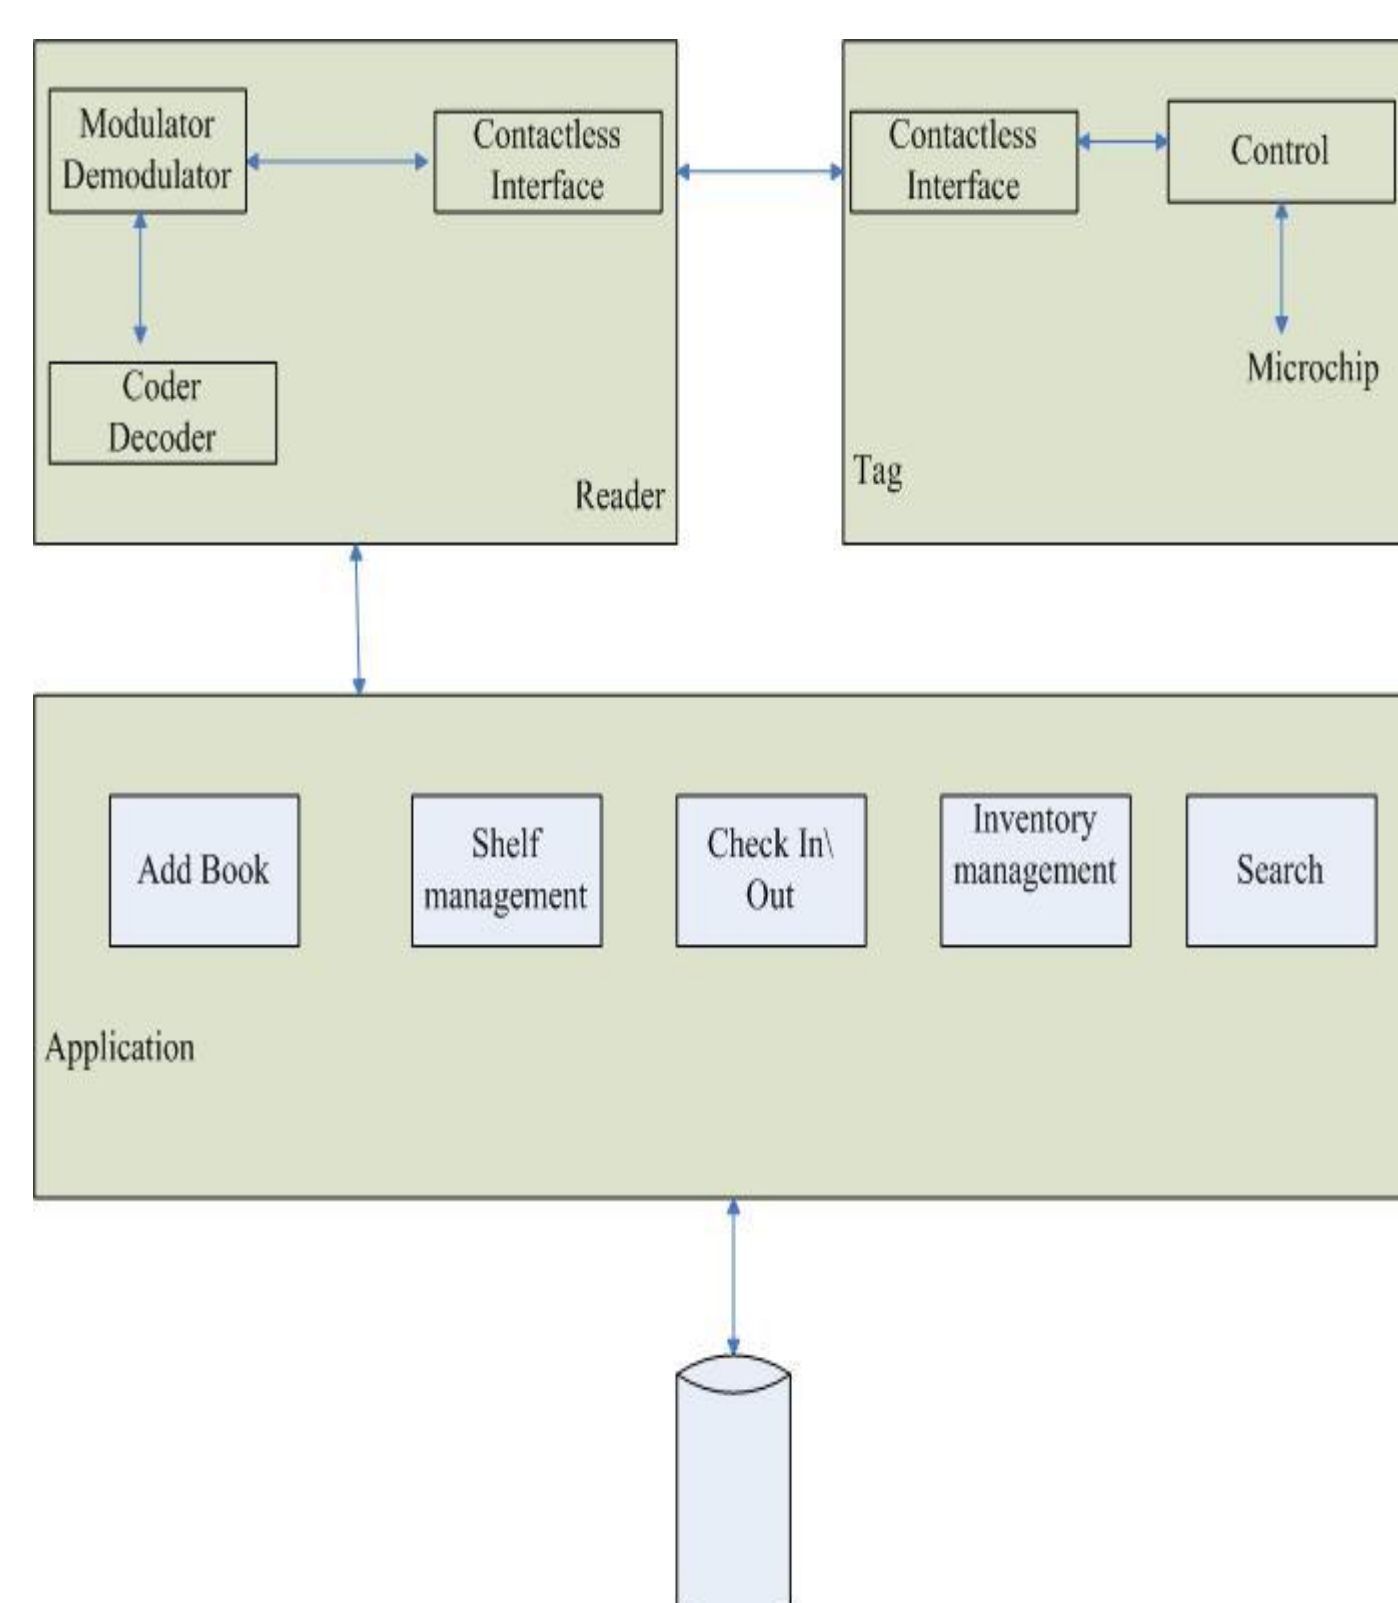 Modulator
Demodulator
Contactless
Interface
Coder
Decoder
Reader
Contactless
Interface
Control
Microchip
Tag
Add Book
Shelf
management
Check In\
Out
Inventory
management
Search
Application